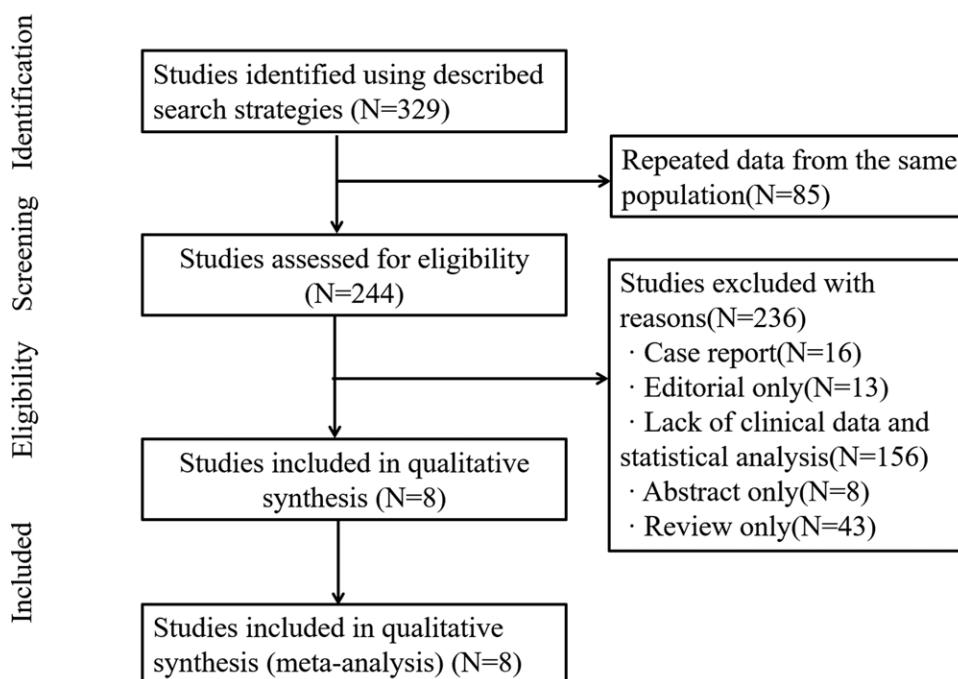 Identification
Studies identified using described
search strategies (N=329)
Repeated data from the same
population(N=85)
Screening
Studies assessed for eligibility
(N=244)
Studies excluded with
reasons(N=236)
· Case report(N=16)
· Editorial only(N=13)
· Lack of clinical data and
statistical analysis(N=156)
· Abstract only(N=8)
· Review only(N=43)
Eligibility
Studies included in qualitative
synthesis (N=8)
Included
Studies included in qualitative
synthesis (meta-analysis) (N=8)